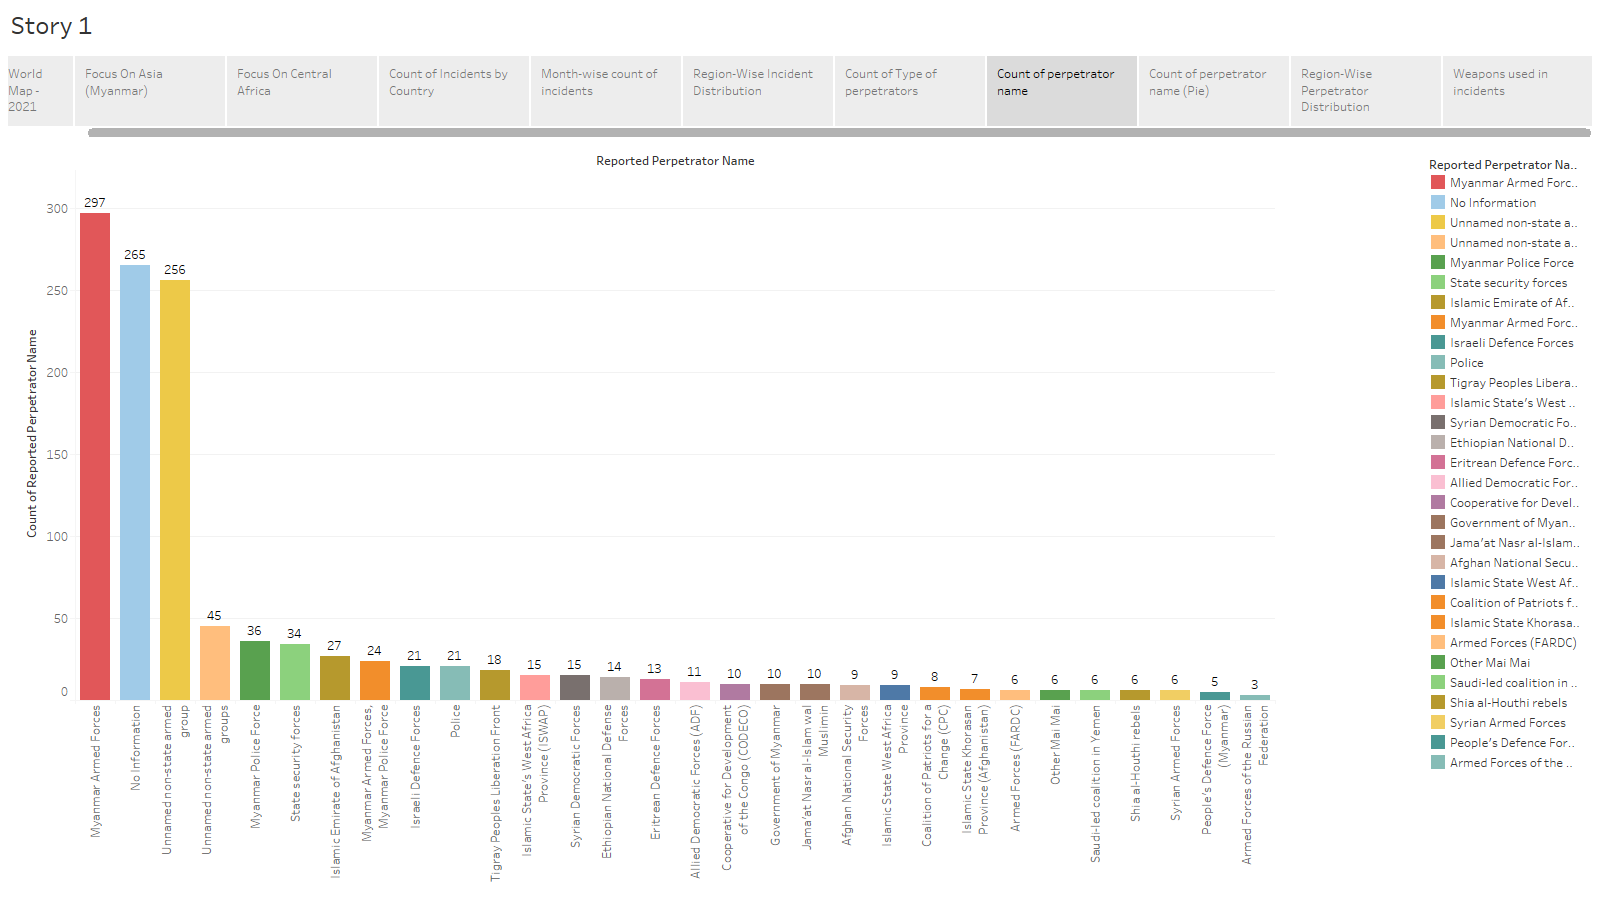 Story 1
World
Map -
2021
Focus On Asia
(Myanmar)
Focus On Central
Africa
Count of Incidents by
Country
Month-wise count of
incidents
Region-Wise Incident
Distribution
Count of Type of
perpetrators
Count of perpetrator
name
Count of perpetrator
name (Pie)
Region-Wise
Perpetrator
Distribution
Weapons used in
incidents
Reported Perpetrator Name
Count of Reported Perpetrator Name
300
250
200
150
100
50
0
297
265
256
45
36
34
27
24
21
21
18
15
15
14
13
11
10
10
10
9
9
8
7
6
6
6
6
6
5
3
Myanmar Armed Forces
No Information
Unnamed non-state armed
group
Unnamed non-state armed
groups
Myanmar Police Force
State security forces
Islamic Emirate of Afghanistan
Myanmar Armed Forces,
Myanmar Police Force
Israeli Defence Forces
Police
Tigray Peoples Liberation Front
Islamic State's West Africa
Province (ISWAP)
Syrian Democratic Forces
Ethiopian National Defense
Forces
Eritrean Defence Forces
Allied Democratic Forces (ADF)
Cooperative for Development
of the Congo (CODECO)
Government of Myanmar
Jama'at Nasr al-Islam wal
Muslimin
Afghan National Security
Forces
Islamic State West Africa
Province
Coalition of Patriots for a
Change (CPC)
Islamic State Khorasan
Province (Afghanistan)
Armed Forces (FARDC)
Other Mai Mai
Saudi-led coalition in Yemen
Shia al-Houthi rebels
Syrian Armed Forces
People's Defence Force
(Myanmar)
Armed Forces of the Russian
Federation
Reported Perpetrator Na..
Myanmar Armed Forc..
No Information
Unnamed non-state a..
Unnamed non-state a..
Myanmar Police Force
State security forces
Islamic Emirate of Af..
Myanmar Armed Forc..
Israeli Defence Forces
Police
Tigray Peoples Libera..
Islamic State's West ..
Syrian Democratic Fo..
Ethiopian National D..
Eritrean Defence Forc..
Allied Democratic For..
Cooperative for Devel..
Government of Myan..
Jama'at Nasr al-Islam..
Afghan National Secu..
Islamic State West Af..
Coalition of Patriots f..
Islamic State Khorasa..
Armed Forces (FARDC)
Other Mai Mai
Saudi-led coalition in ..
Shia al-Houthi rebels
Syrian Armed Forces
People's Defence For..
Armed Forces of the ..